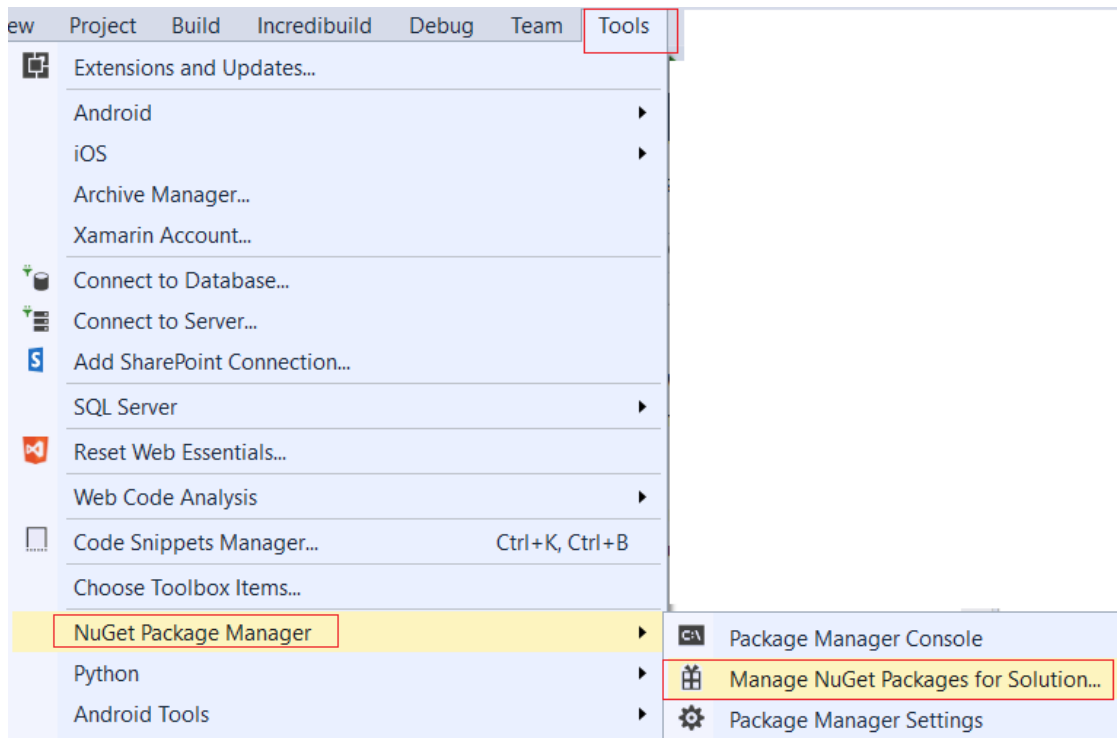 ew Project Build Incredibuild Debug Team Tools
Extensions and Updates...
Android
iOS
Archive Manager...
Xamarin Account...
Connect to Database...
Connect to Server...
S
Add SharePoint Connection...
SQL Server
Reset Web Essentials...
Web Code Analysis
Code Snippets Manager... Ctrl+K, Ctrl+B
Choose Toolbox Items...
NuGet Package Manager
Python
Android Tools
C:\ Package Manager Console
Manage NuGet Packages for Solution...
Package Manager Settings